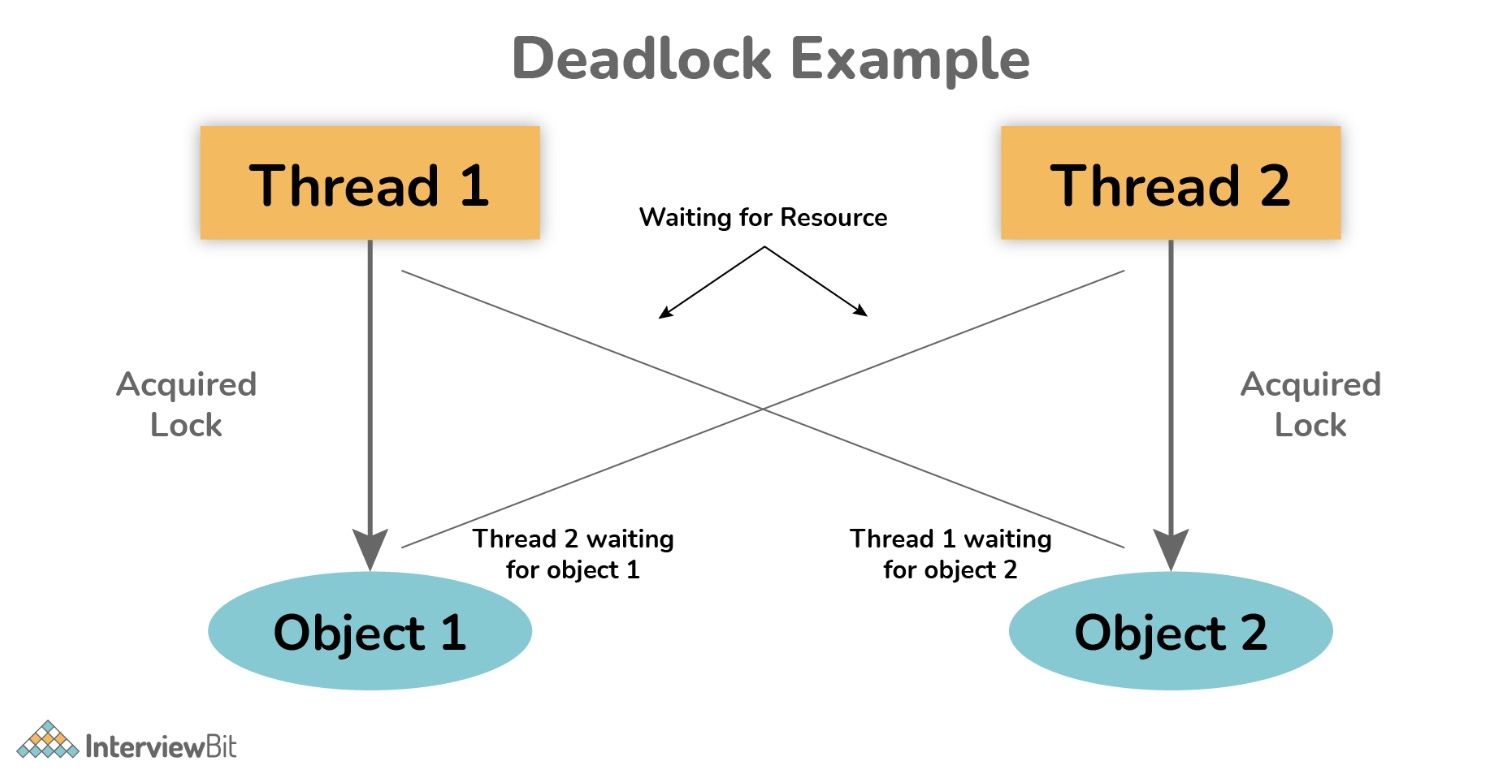 Deadlock Example
Thread 1
Thread 2
Waiting for Resource
Acquired
Lock
Acquired
Lock
Thread 2 waiting
for object 1
Thread 1 waiting
for object 2
Object 1
Object 2
InterviewBit